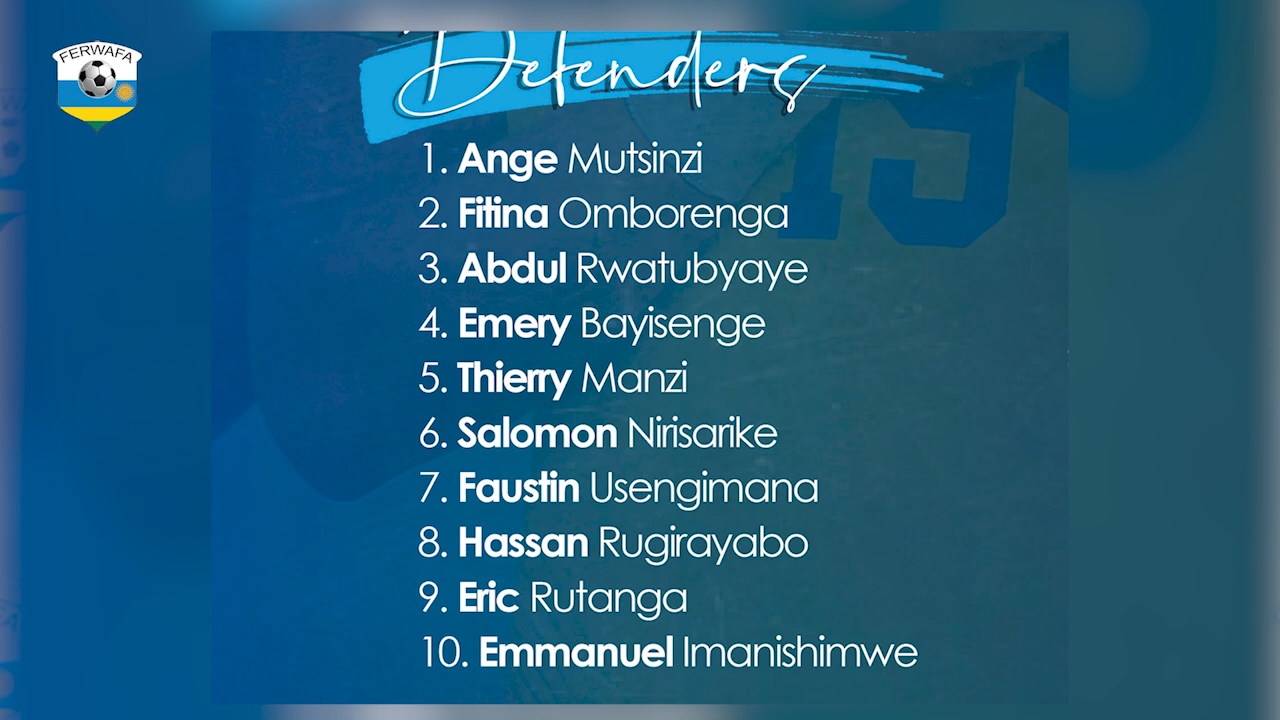 FERWAFA
Defenders
15
1. Ange Mutsinzi
2. Fitina Omborenga
3. Abdul Rwatubyaye
4. Emery Bayisenge
5. Thierry Manzi
6. Salomon Nirisarike
7. Faustin Usengimana
8. Hassan Rugirayabo
9. Eric Rutanga
10. Emmanuel Imanishimwe